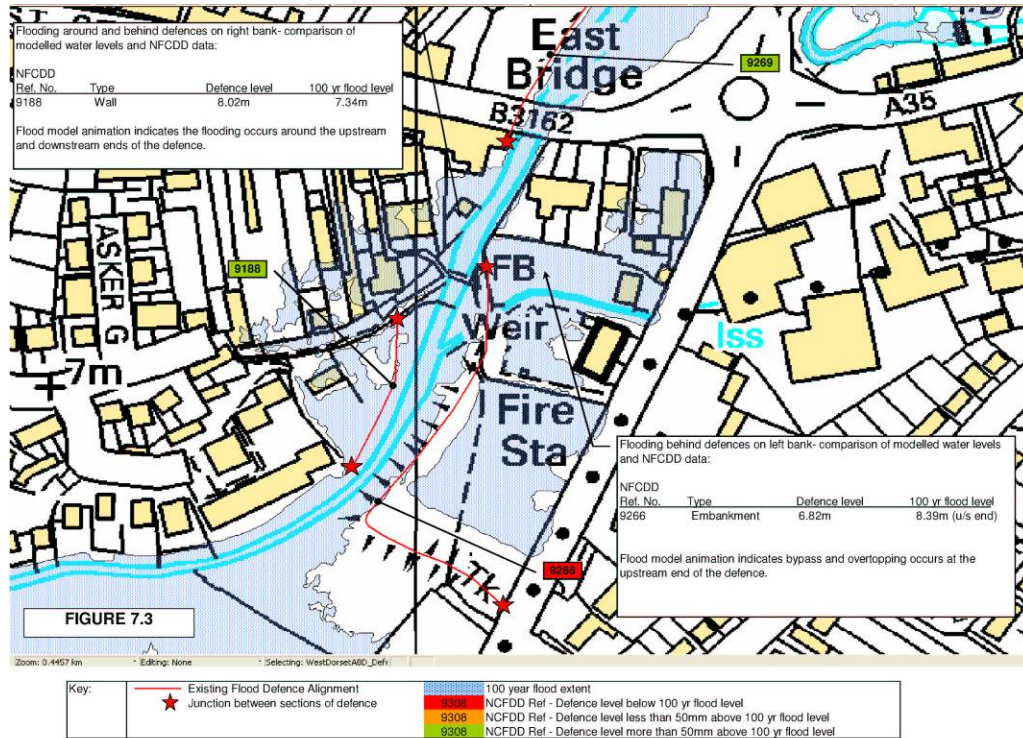 Flooding around and behind defences on right bank- comparison of
modelled water levels and NFCDD data:
NFCDD
Ref. No. Type Defence level 100 yr flood level
9188 Wall 8.02m 7.34m
Flood model animation indicates the flooding occurs around the upstream
and downstream ends of the defence.
East
Bridge
9269
B3162
A35
ASKER G
9188
FB
Weir
Iss
7m
Fire
Sta
Flooding behind defences on left bank- comparison of modelled water levels
and NFCDD data:
NFCDD
Ref. No. Type Defence level 100 yr flood level
9266 Embankment 6.82m 8.39m (u/s end)
Flood model animation indicates bypass and overtopping occurs at the
upstream end of the defence.
9266
TK
FIGURE 7.3
Zoom: 0.4457 km * Editing: None * Selecting: WestDorsetABD_Defe
Key:
Existing Flood Defence Alignment
Junction between sections of defence
100 year flood extent
9308 NCFDD Ref - Defence level below 100 yr flood level
9308 NCFDD Ref - Defence level less than 50mm above 100 yr flood level
9308 NCFDD Ref - Defence level more than 50mm above 100 yr flood level